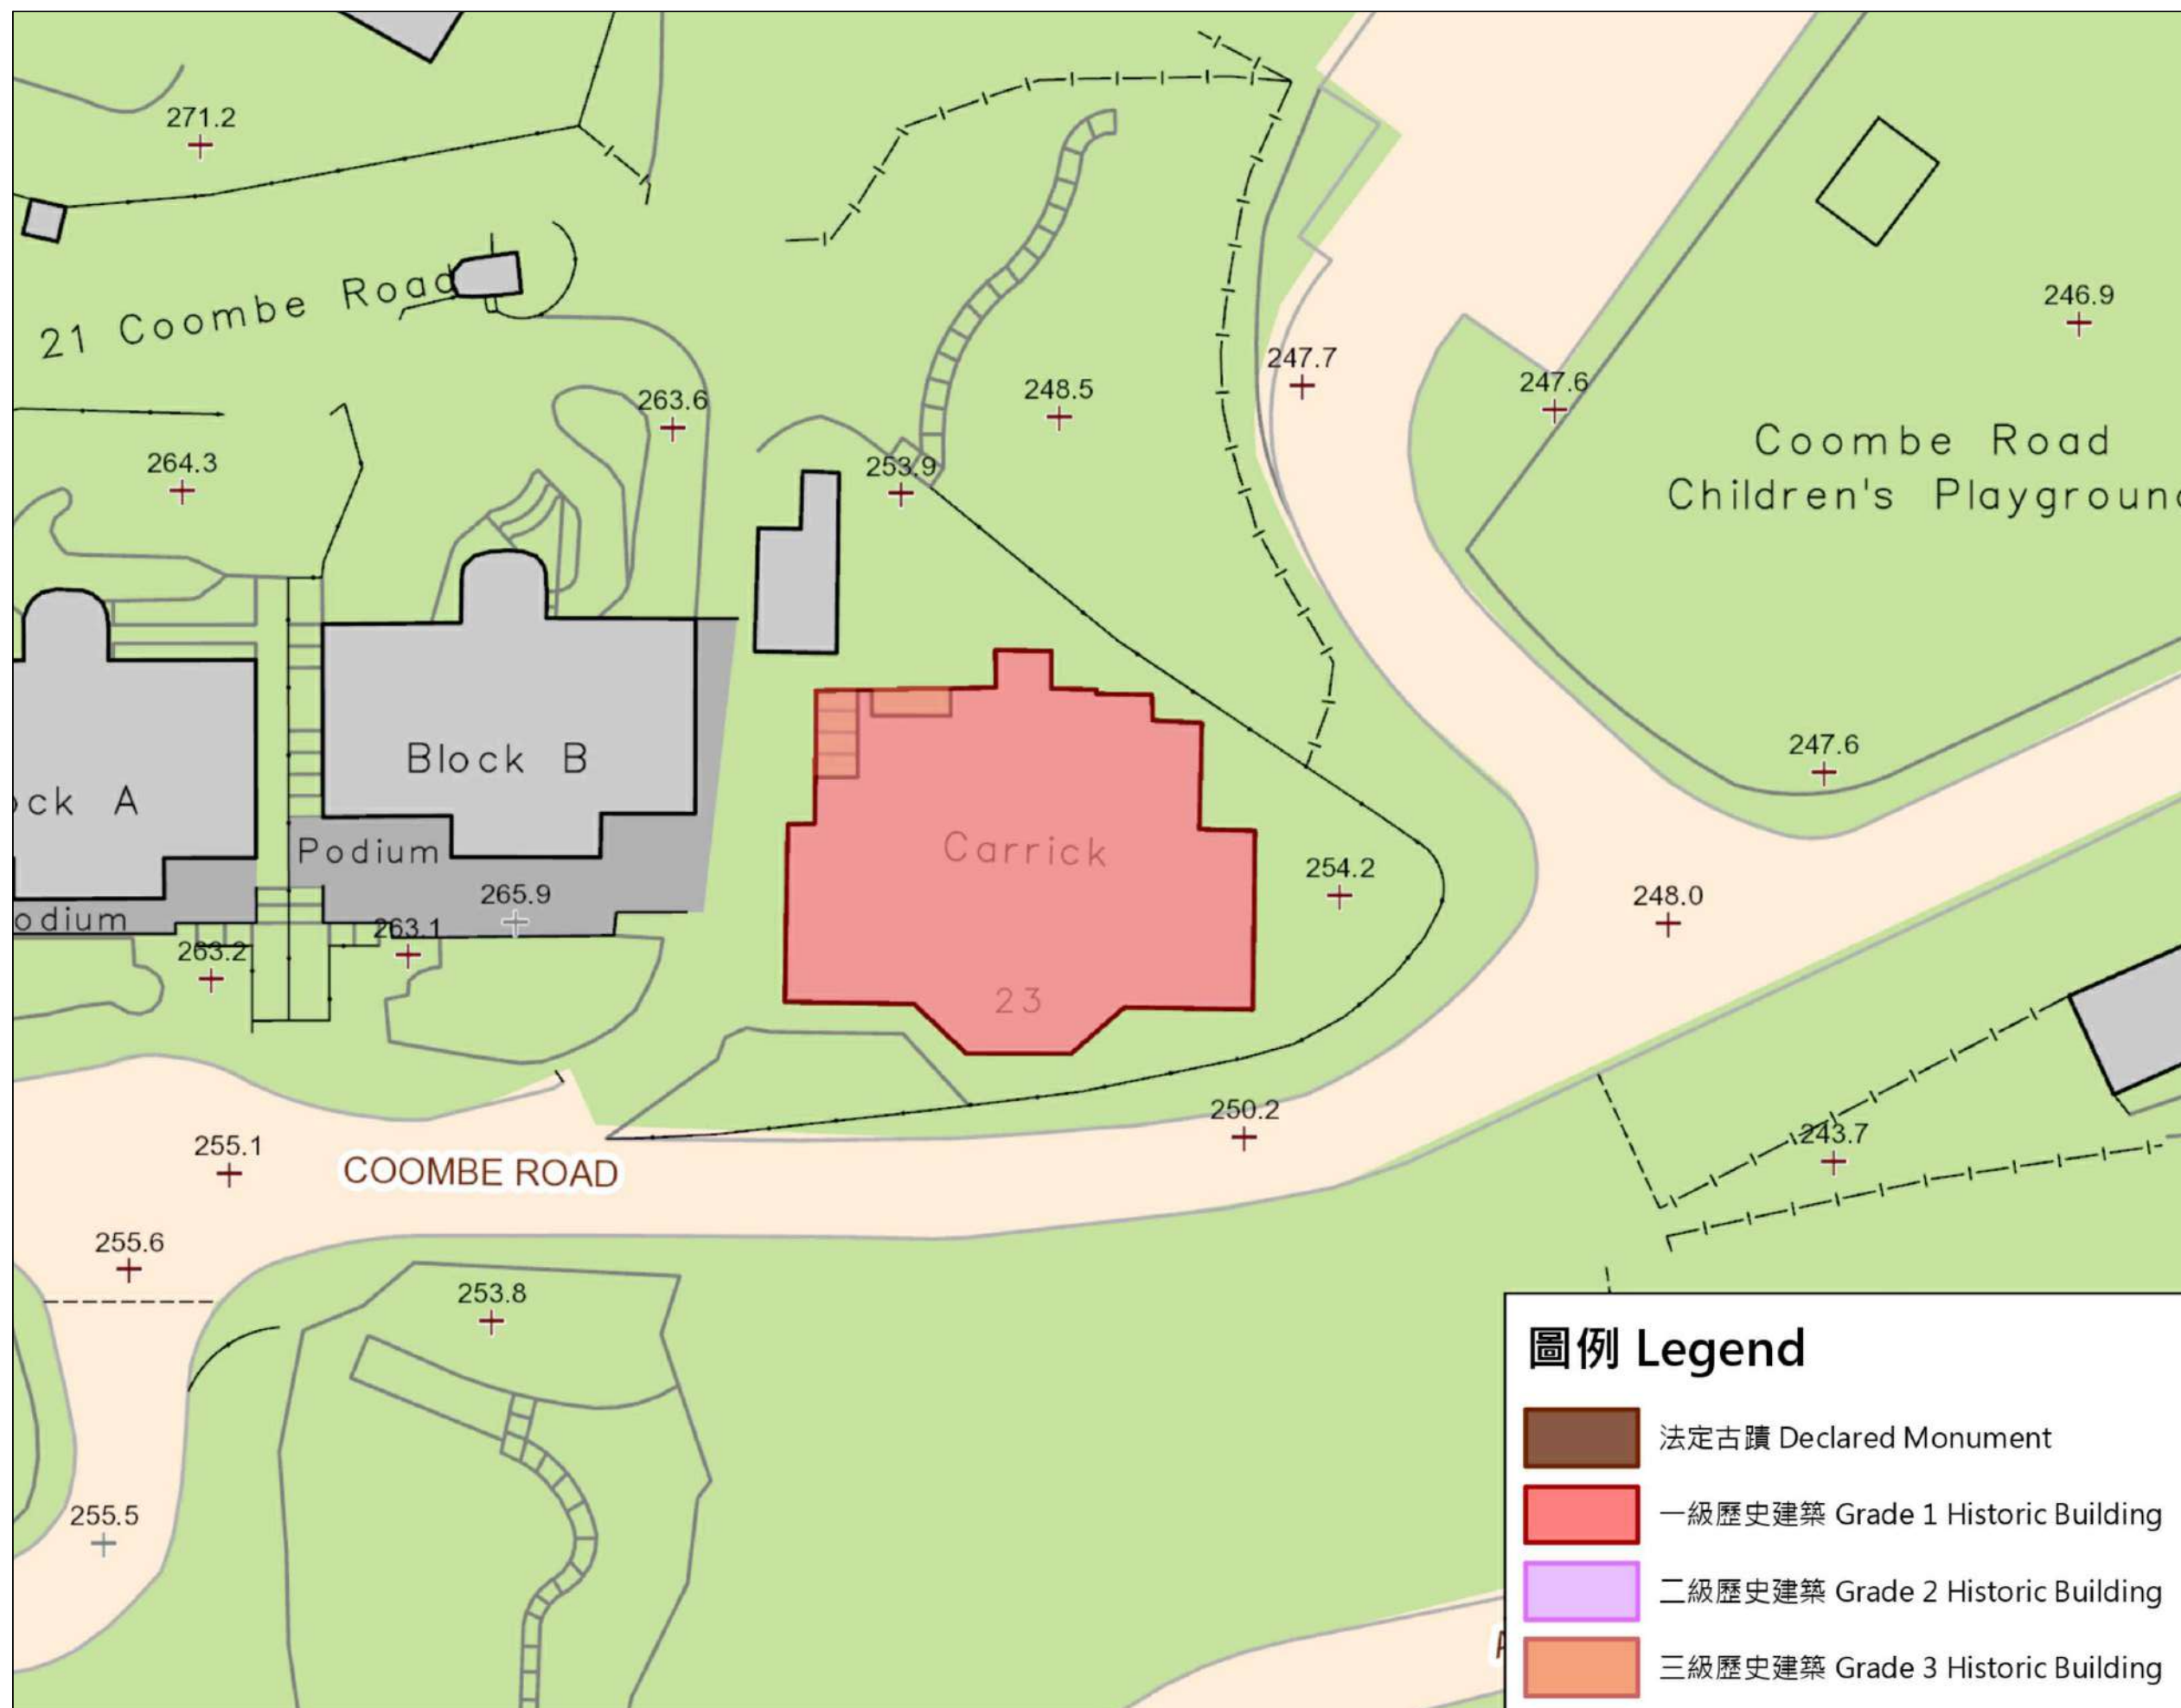 271.2
246.9
21 Coombe Road
247.7
247.6
248.5
263.6
Coombe Road
264.3
253.9
Children's Playground
247.6
Block B
ck A
Carrick
Podium
254.2
265.9
248.0
odium
263.1
263.2
23
250.2
243.7
255.1
COOMBE ROAD
255.6
253.8
圖例 Legend
法定古蹟 Declared Monument
255.5
一級歷史建築 Grade 1 Historic Building
二級歷史建築 Grade 2 Historic Building
三級歷史建築 Grade 3 Historic Building